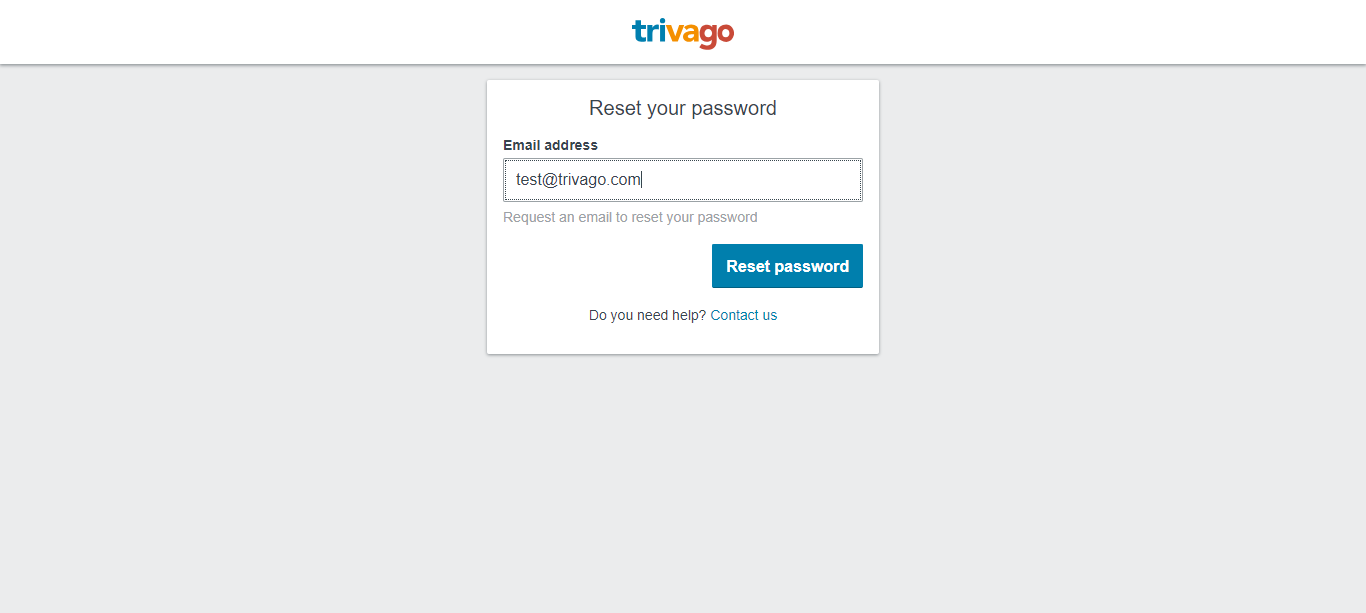 trivago
Reset your password
Email address
test@trivago.com
Request an email to reset your password
Reset password
Do you need help? Contact us